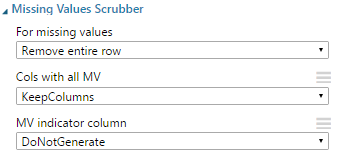 Missing Values Scrubber
For missing values
Remove entire row
Cols with all MV
KeepColumns
MV indicator column
DoNotGenerate